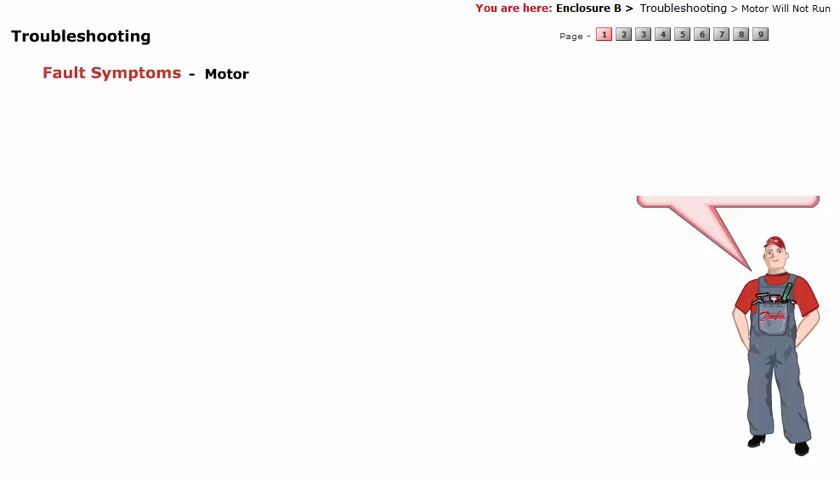 You are here: Enclosure B > Troubleshooting > Motor Will Not Run
Troubleshooting
Page - 1 2 3 4 5 6 7 8 9
Fault Symptoms - Motor
Danfoss